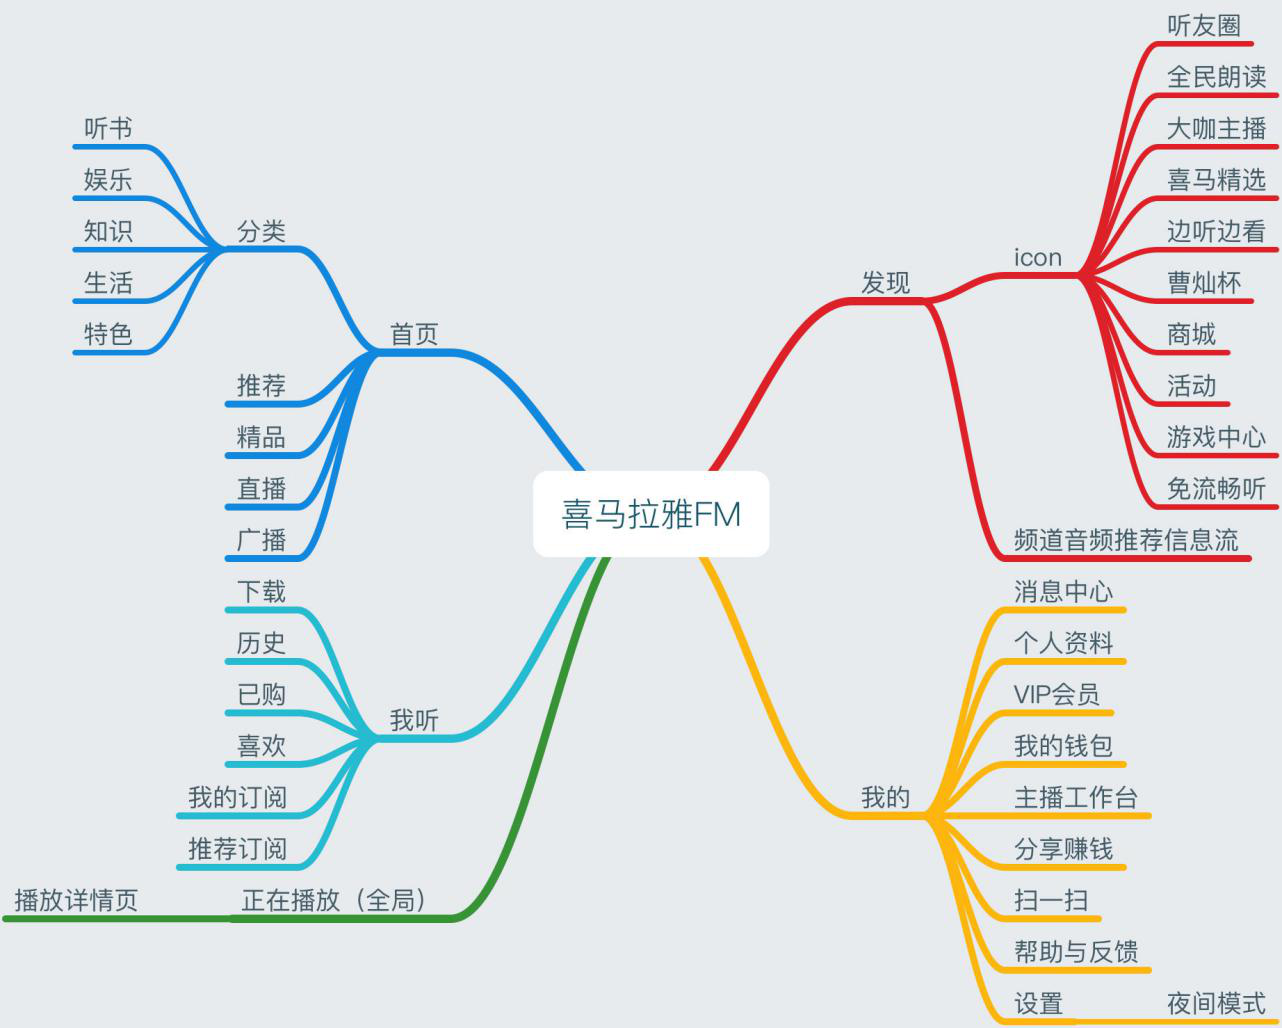 喜马拉雅FM
首页
分类
听书
娱乐
知识
生活
特色
推荐
精品
直播
广播
我听
下载
历史
已购
喜欢
我的订阅
推荐订阅
正在播放（全局）
播放详情页
发现
icon
听友圈
全民朗读
大咖主播
喜马精选
边听边看
曹灿杯
商城
活动
游戏中心
免流畅听
频道音频推荐信息流
我的
消息中心
个人资料
VIP会员
我的钱包
主播工作台
分享赚钱
扫一扫
帮助与反馈
设置
夜间模式